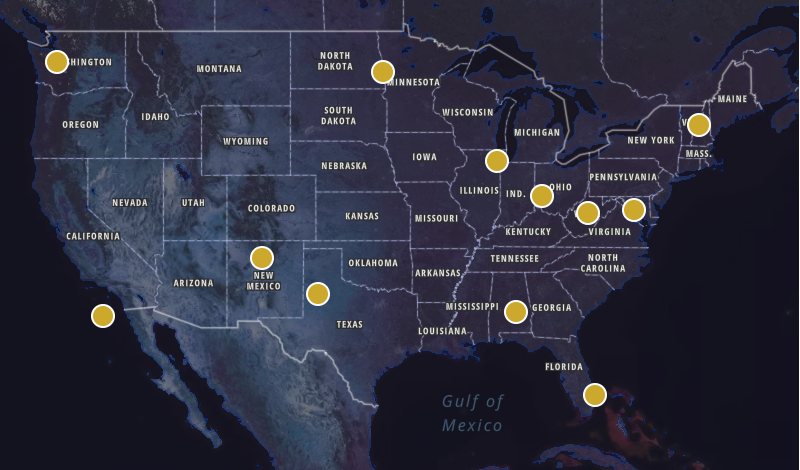 HINGTON
MONTANA
NORTH
DAKOTA
MINNESOTA
MAINE
OREGON
IDAHO
SOUTH
DAKOTA
WISCONSIN
MICHIGAN
V
NEW YORK
MASS.
WYOMING
IOWA
NEBRASKA
PENNSYLVANIA
NEVADA
UTAH
COLORADO
ILLINOIS
IND.
OHIO
KANSAS
MISSOURI
CALIFORNIA
KENTUCKY
VIRGINIA
ARIZONA
NEW
MEXICO
OKLAHOMA
ARKANSAS
TENNESSEE
NORTH
CAROLINA
MISSISSIPPI
GEORGIA
TEXAS
LOUISIANA
FLORIDA
Gulf of
Mexico